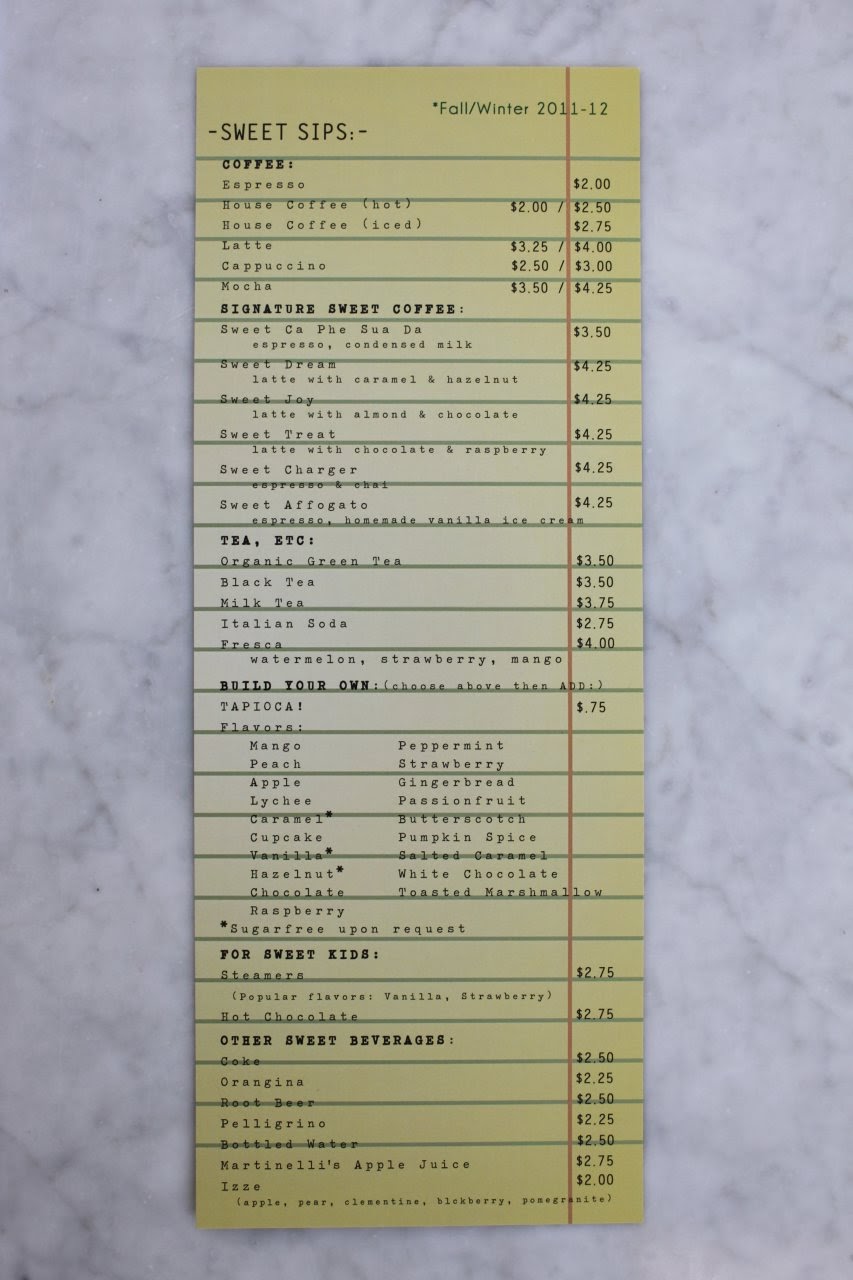 *Fall/Winter 2011-12
-SWEET SIPS:-
COFFEE:
Espresso $2.00
House Coffee (hot) $2.00 / $2.50
House Coffee (iced) $2.75
Latte $3.25 / $4.00
Cappuccino $2.50 / $3.00
Mocha $3.50 / $4.25
SIGNATURE SWEET COFFEE:
Sweet Ca Phe Sua Da $3.50
espresso, condensed milk
Sweet Dream $4.25
latte with caramel & hazelnut
Sweet Joy $4.25
latte with almond & chocolate
Sweet Treat $4.25
latte with chocolate & raspberry
Sweet Charger $4.25
espresso & chai
Sweet Affogato $4.25
espresso, homemade vanilla ice cream
TEA, ETC:
Organic Green Tea $3.50
Black Tea $3.50
Milk Tea $3.75
Italian Soda $2.75
Fresca $4.00
watermelon, strawberry, mango
BUILD YOUR OWN:(choose above then ADD:)
TAPIOCA! $.75
Flavors:
Mango Peppermint
Peach Strawberry
Apple Gingerbread
Lychee Passionfruit
Caramel* Butterscotch
Cupcake Pumpkin Spice
Vanilla* Salted Caramel
Hazelnut* White Chocolate
Chocolate Toasted Marshmallow
Raspberry
*Sugarfree upon request
FOR SWEET KIDS:
Steamers $2.75
(Popular flavors: Vanilla, Strawberry)
Hot Chocolate $2.75
OTHER SWEET BEVERAGES:
Coke $2.50
Orangina $2.25
Root Beer $2.50
Pelligrino $2.25
Bottled Water $2.50
Martinelli's Apple Juice $2.75
Izze $2.00
(apple, pear, clementine, blckberry, pomegranite)